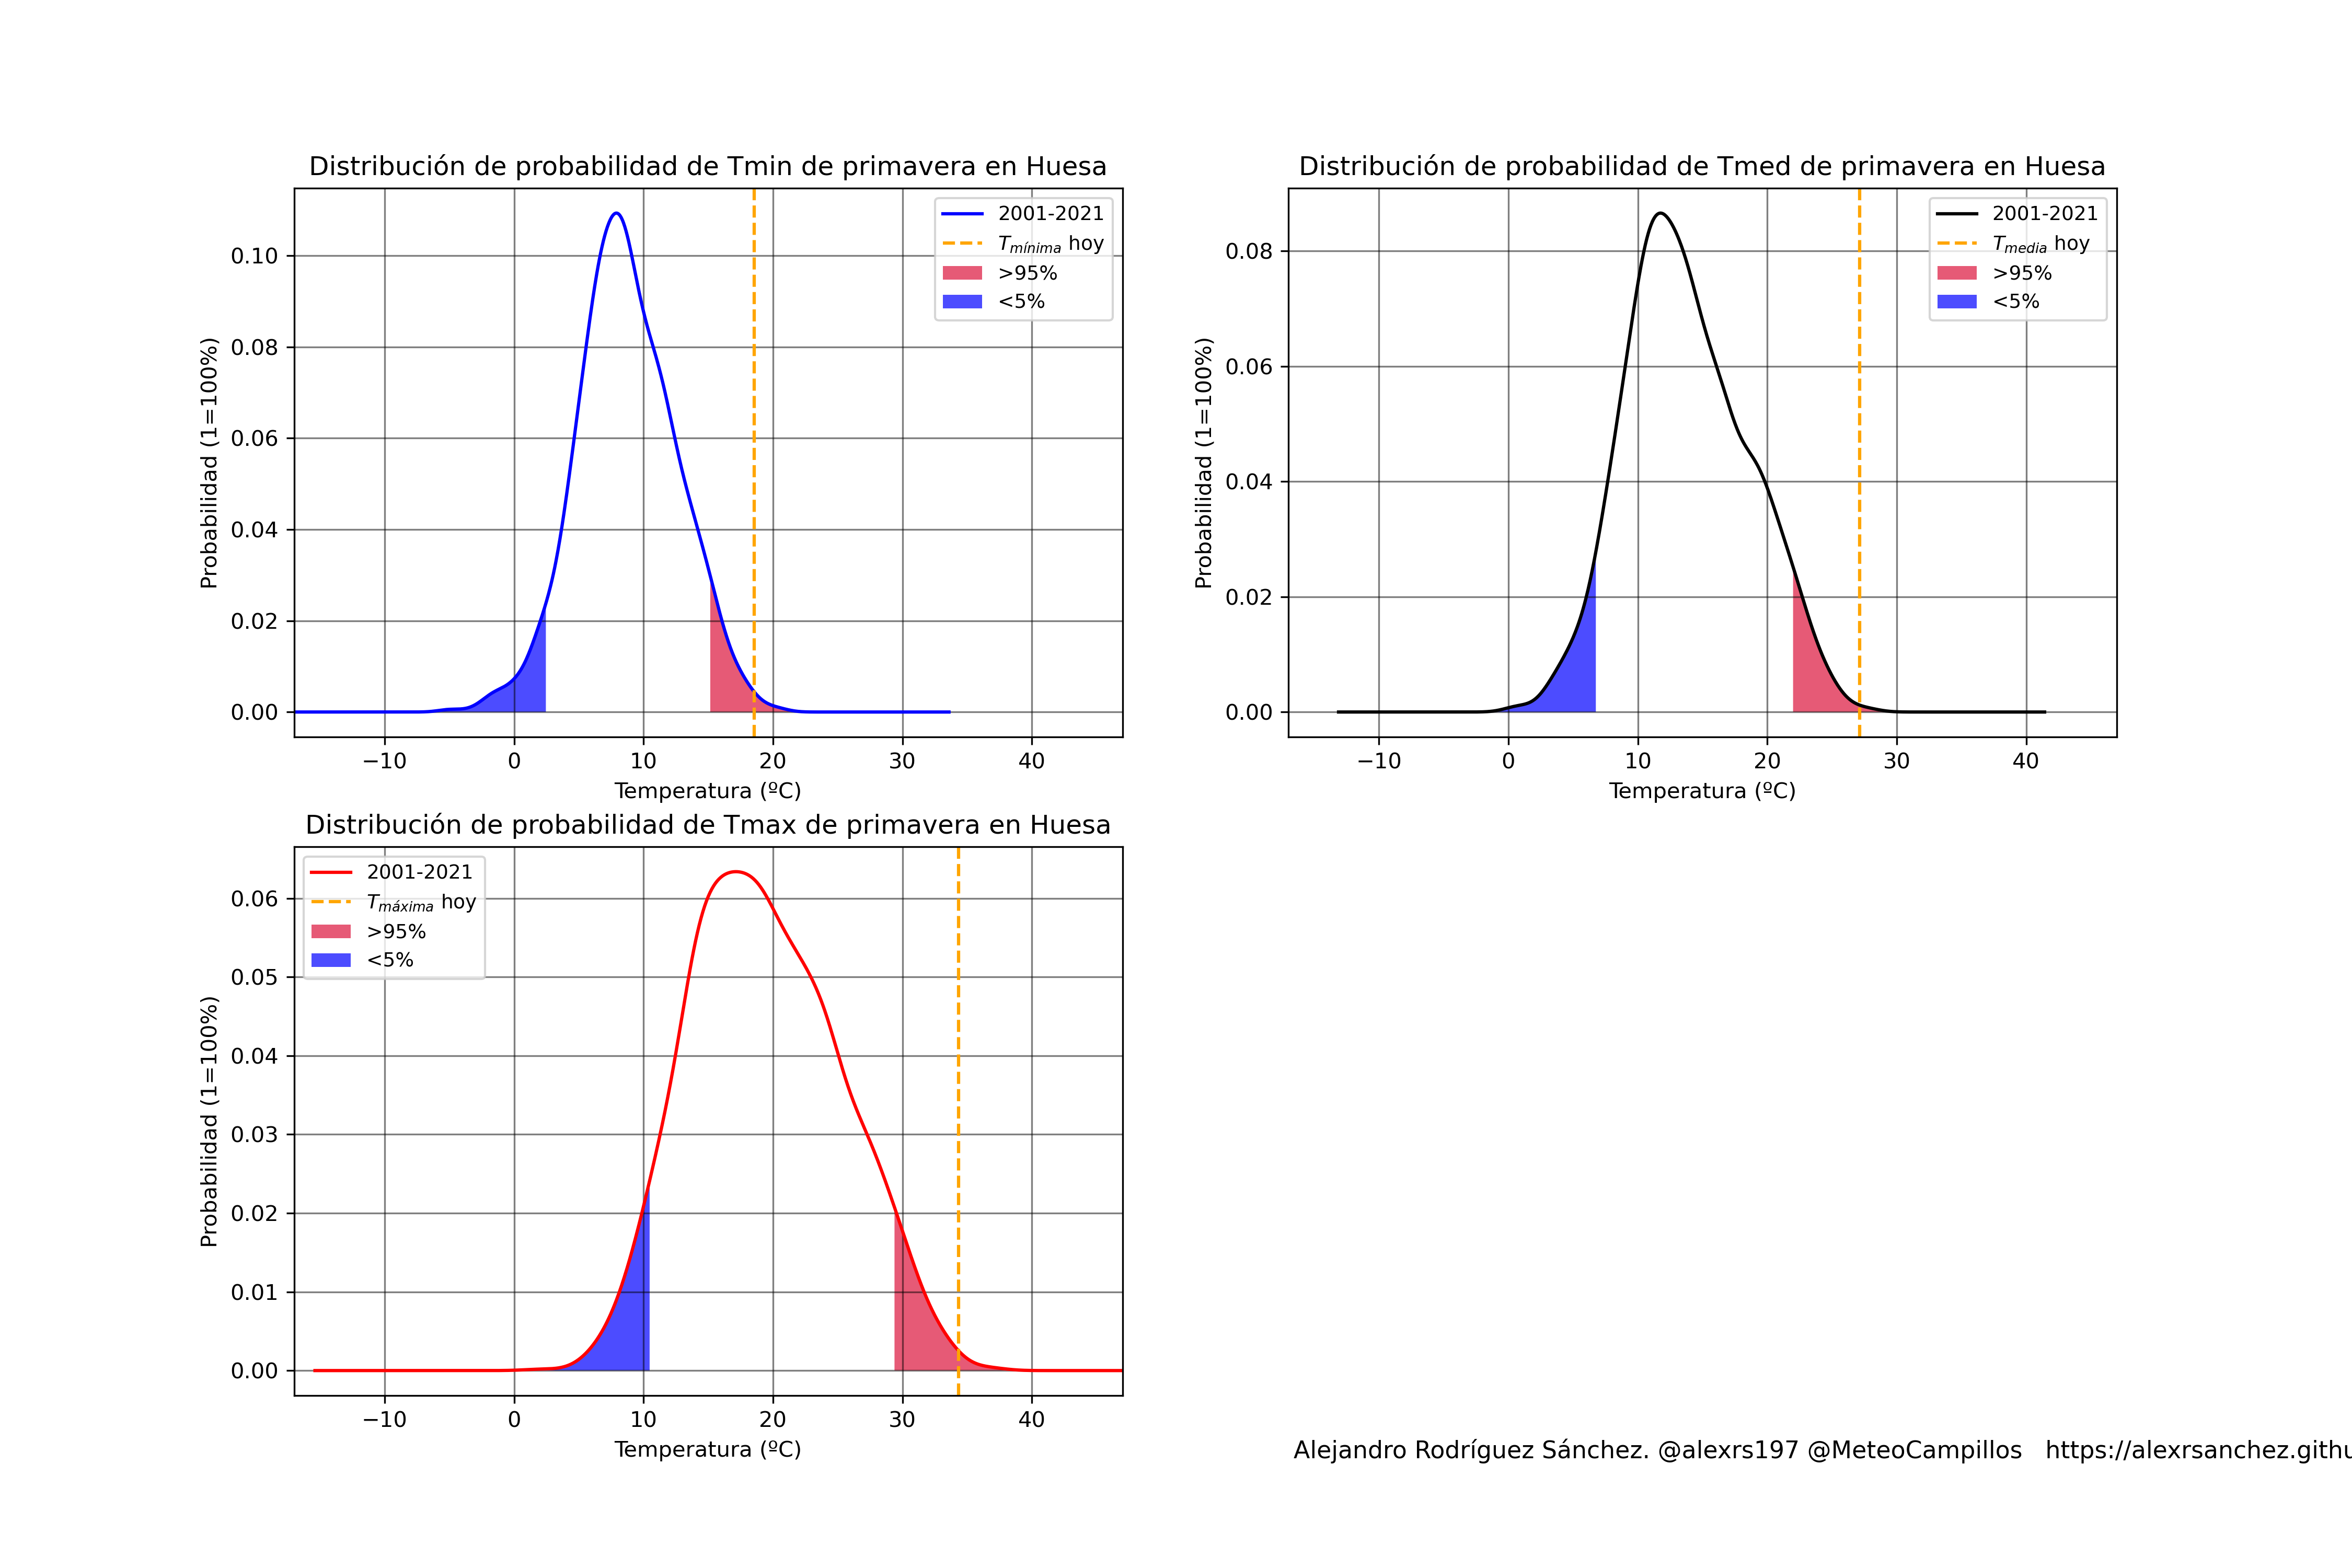 Distribución de probabilidad de Tmin de primavera en Huesa
Probabilidad (1=100%)
0.10
0.08
0.06
0.04
0.02
0.00
2001-2021
Tmínima hoy
>95%
<5%
−10 0 10 20 30 40
Temperatura (ºC)
Distribución de probabilidad de Tmed de primavera en Huesa
Probabilidad (1=100%)
0.08
0.06
0.04
0.02
0.00
2001-2021
Tmedia hoy
>95%
<5%
−10 0 10 20 30 40
Temperatura (ºC)
Distribución de probabilidad de Tmax de primavera en Huesa
Probabilidad (1=100%)
0.06
0.05
0.04
0.03
0.02
0.01
0.00
2001-2021
Tmáxima hoy
>95%
<5%
−10 0 10 20 30 40
Temperatura (ºC)
Alejandro Rodríguez Sánchez. @alexrs197 @MeteoCampillos https://alexrsanchez.githu